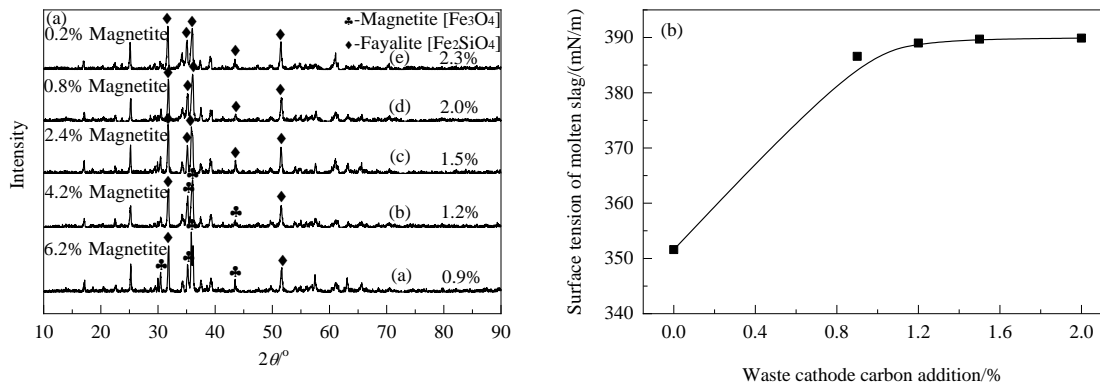 (a)
♣-Magnetite [Fe3O4]
♦-Fayalite [Fe2SiO4]
0.2% Magnetite
(e)
2.3%
0.8% Magnetite
(d)
2.0%
2.4% Magnetite
(c)
1.5%
4.2% Magnetite
(b)
1.2%
6.2% Magnetite
(a)
0.9%
Intensity
10 20 30 40 50 60 70 80 90
2θ/°
(b)
Surface tension of molten slag/(mN/m)
390
380
370
360
350
340
0.0 0.4 0.8 1.2 1.6 2.0
Waste cathode carbon addition/%